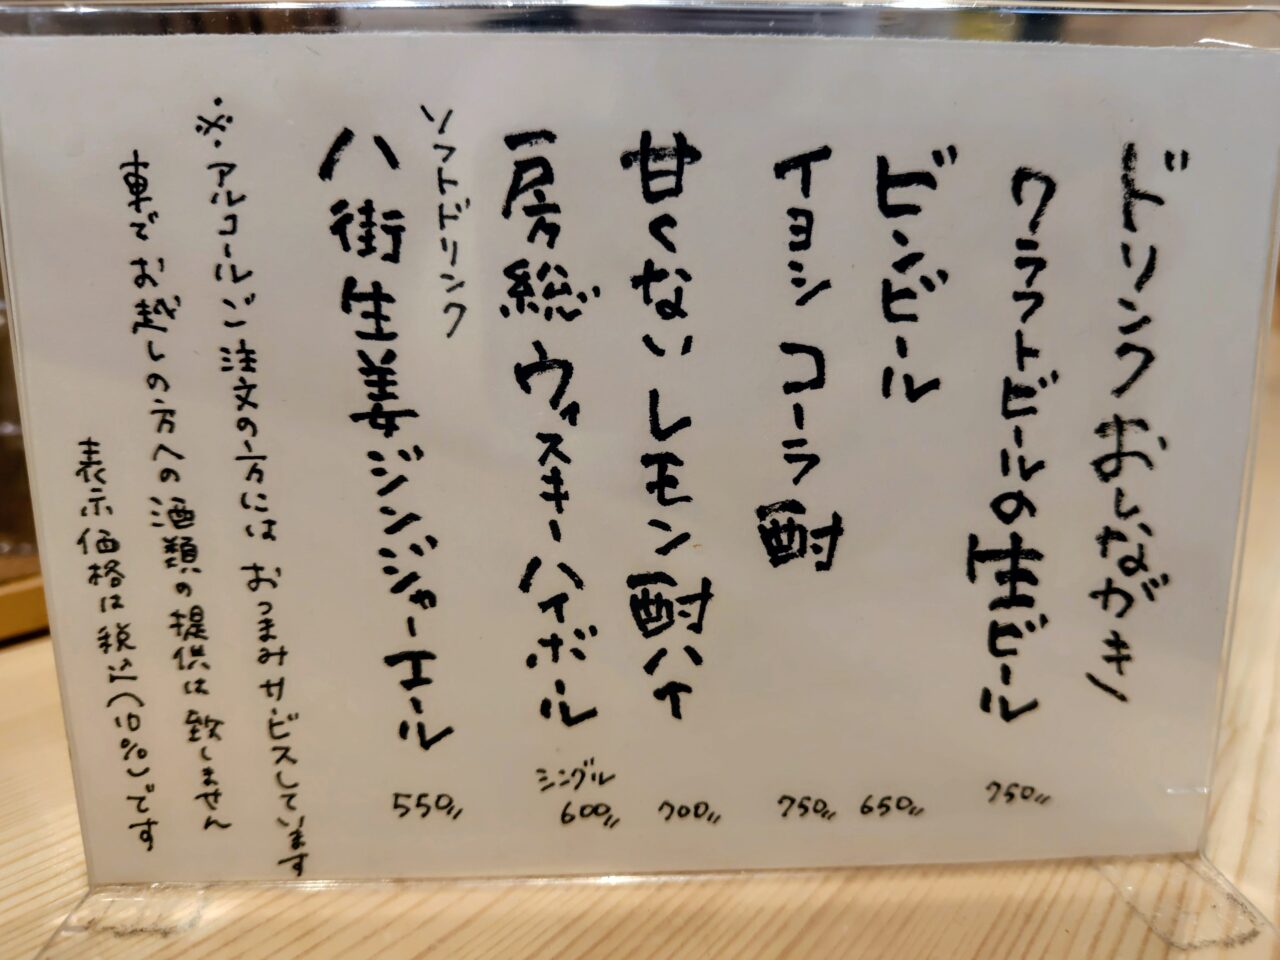 ドリンクおしながき
クラフトビールの生ビール 750〃
ビンビール 650〃
イヨシ コーラ酎 750〃
甘くないレモン酎ハイ 700〃
房総ウィスキーハイボール シングル 600〃
ソフトドリンク
八街生姜ジンジャーエール 550〃
※アルコールご注文の方には おつまみサービスしています
車でお越しの方への酒類の提供は致しません
表示価格は税込(10%)です